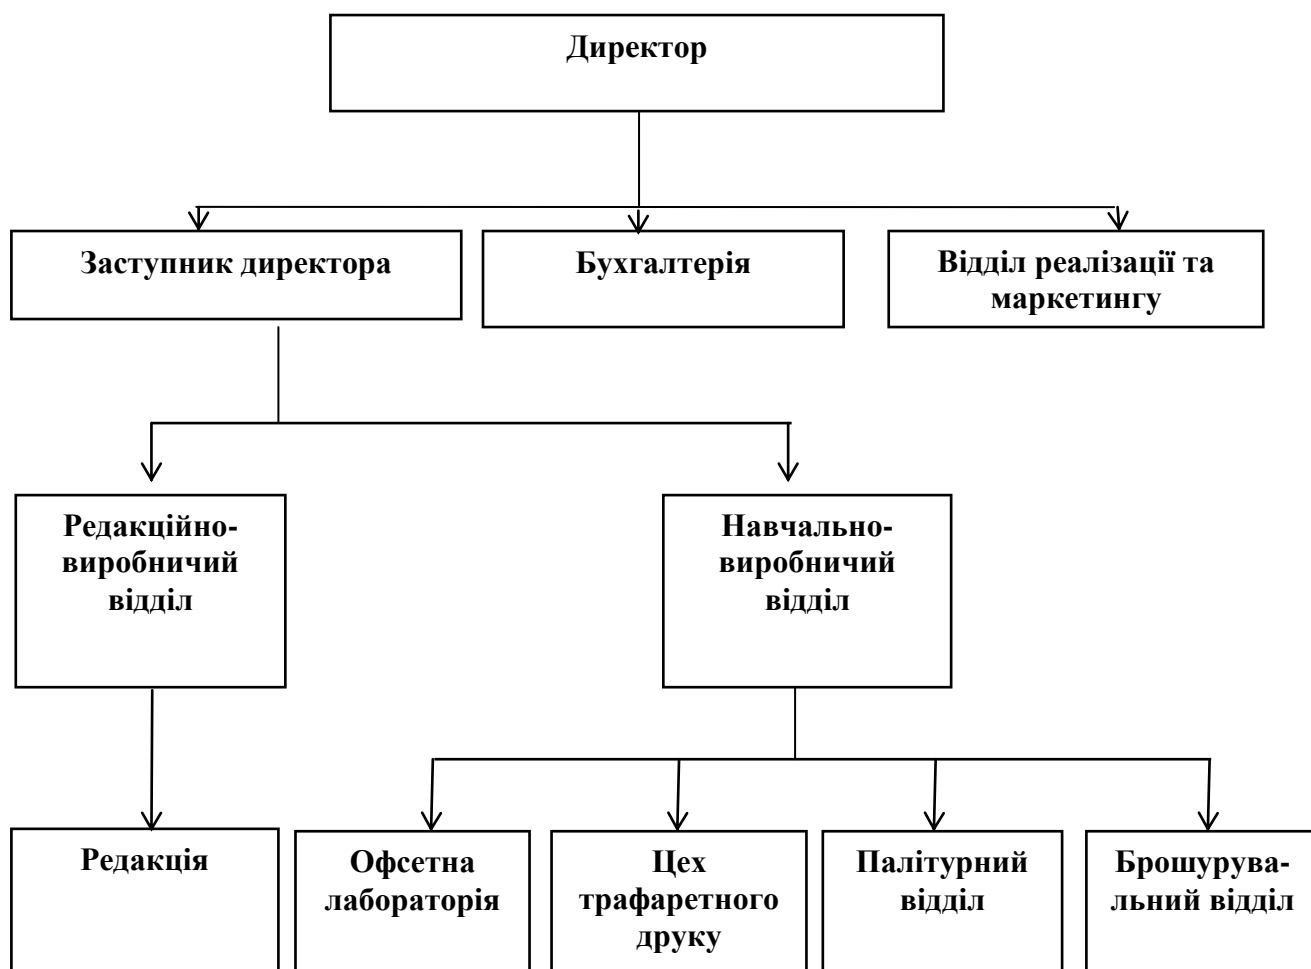 Директор
Заступник директора
Бухгалтерія
Відділ реалізації та
маркетингу
Редакційно-
виробничий
відділ
Навчально-
виробничий
відділ
Редакція
Офсетна
лабораторія
Цех
трафаретного
друку
Палітурний
відділ
Брошурува-
льний відділ